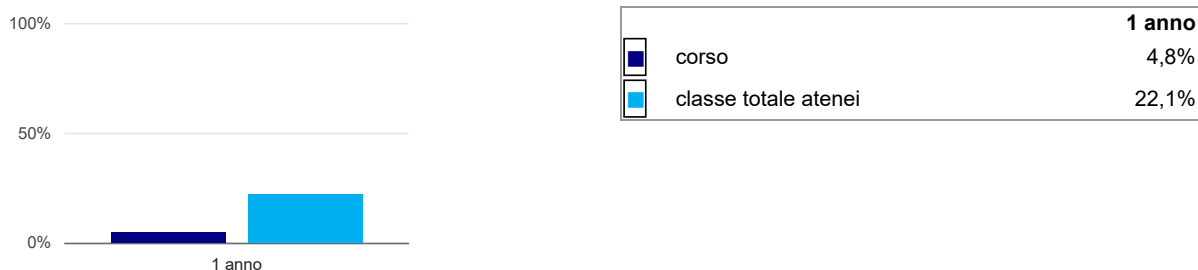 100%
50%
0%
1 anno
1 anno
corso 4,8%
classe totale atenei 22,1%